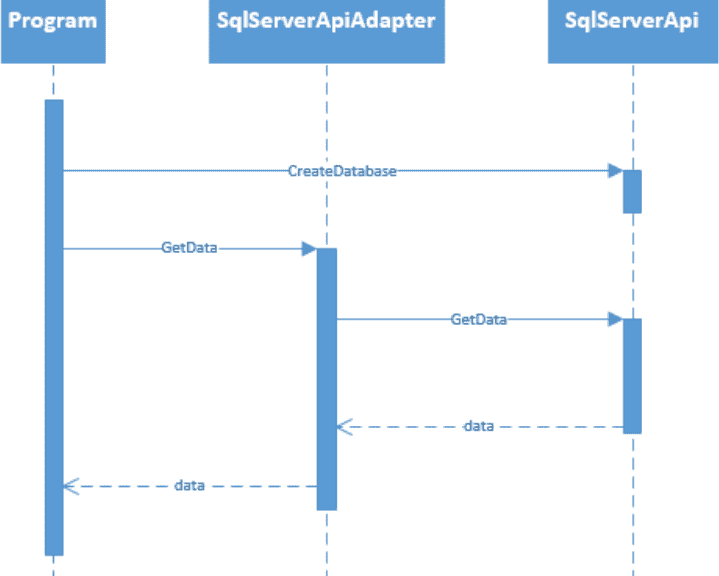 Program
SqlServerApiAdapter
SqlServerApi
CreateDatabase
GetData
GetData
data
data